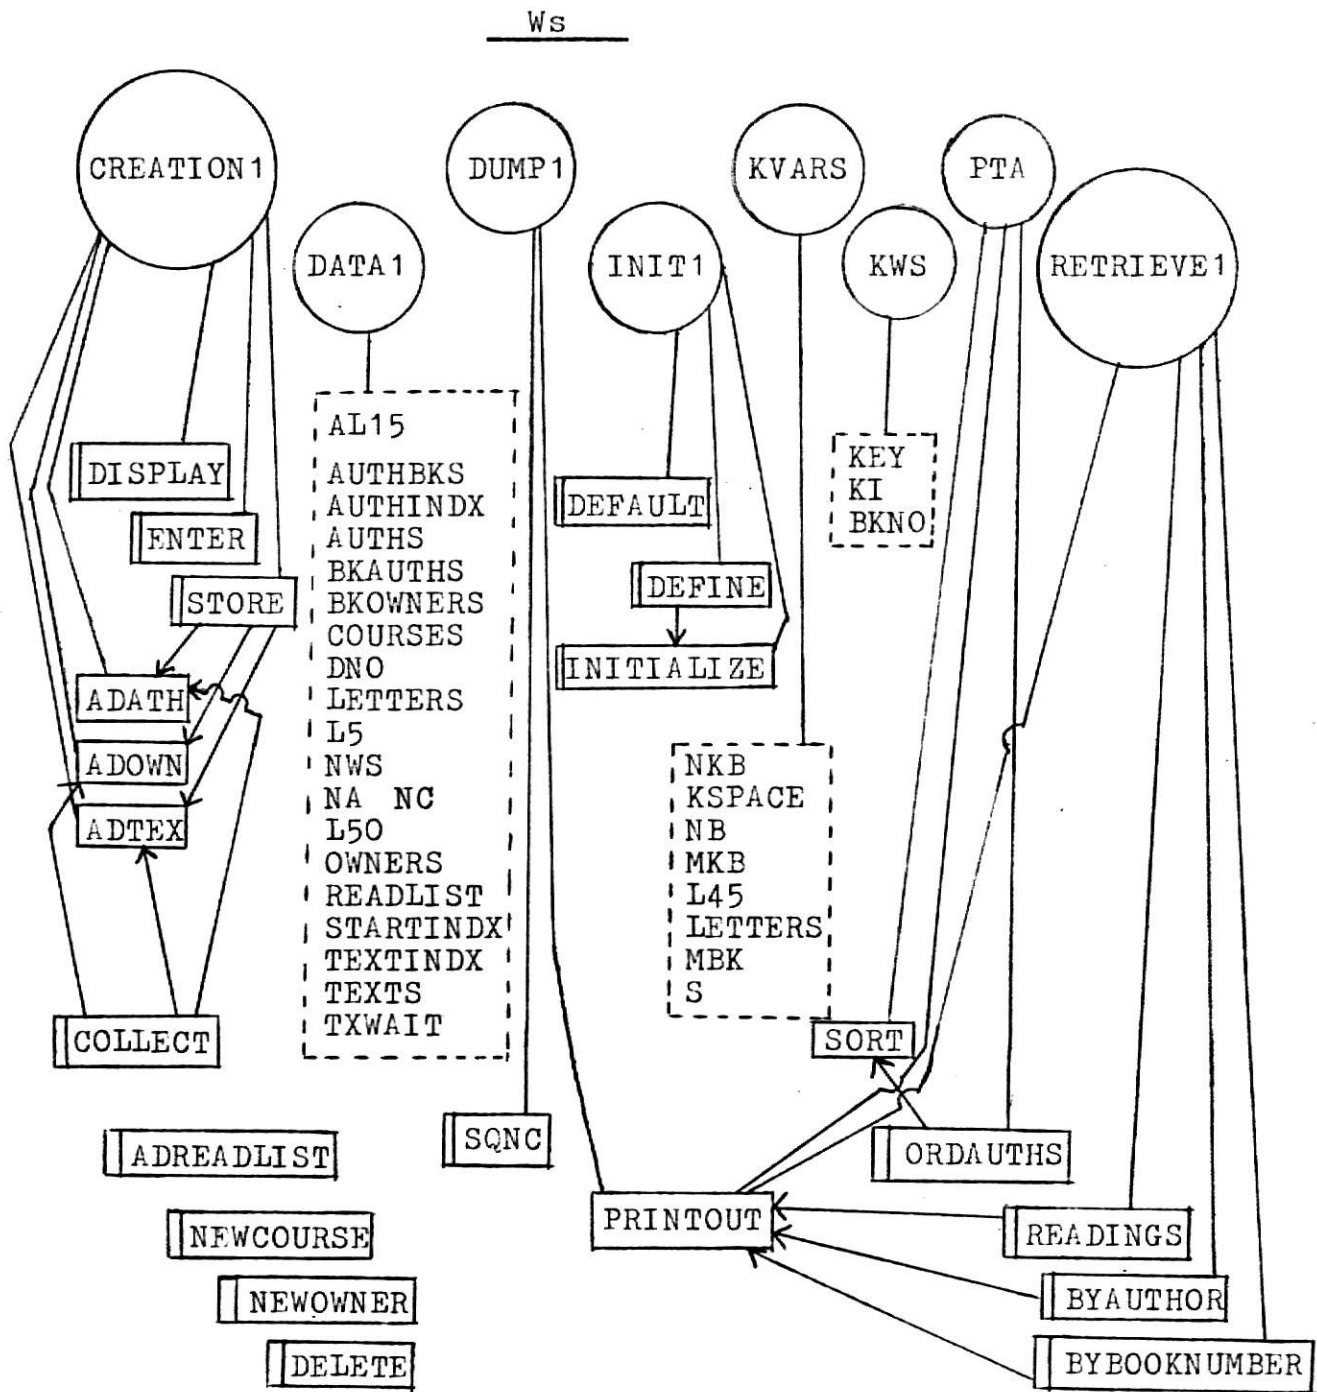 Ws
CREATION1
DUMP1
KVARS
PTA
DATA1
INIT1
KWS
RETRIEVE1
AL15
AUTHBKS
AUTHINDX
AUTHS
BKAUTHS
BKOWNERS
COURSES
DNO
LETTERS
L5
NWS
NA NC
L50
OWNERS
READLIST
STARTINDX
TEXTINDX
TEXTS
TXWAIT
KEY
KI
BKNO
DISPLAY
ENTER
STORE
DEFAULT
DEFINE
INITIALIZE
ADATH
ADOWN
ADTEX
NKB
KSPACE
NB
MKB
L45
LETTERS
MBK
S
COLLECT
SORT
ADREADLIST
SQNC
ORDAUTHS
NEWCOURSE
PRINTOUT
READINGS
NEWOWNER
BYAUTHOR
DELETE
BYBOOKNUMBER